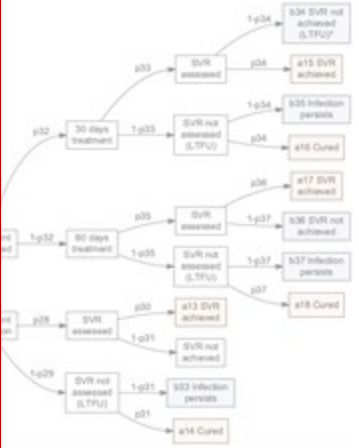 1-p34
b34 SVR not
achieved
(LTFU)*
p33
SVR
assessed
p34
a15 SVR
achieved
p32
30 days
treatment
1-p33
SVR not
assessed
(LTFU)
1-p34
b35 Infection
persists
p34
a16 Cured
p36
a17 SVR
achieved
p35
SVR
assessed
1-p37
b36 SVR not
achieved
1-p32
60 days
treatment
1-p35
SVR not
assessed
(LTFU)
1-p37
b37 Infection
persists
p37
a18 Cured
p28
SVR
assessed
p30
a13 SVR
achieved
1-p31
SVR not
achieved
1-p29
SVR not
assessed
(LTFU)
1-p31
b33 Infection
persists
p31
a14 Cured